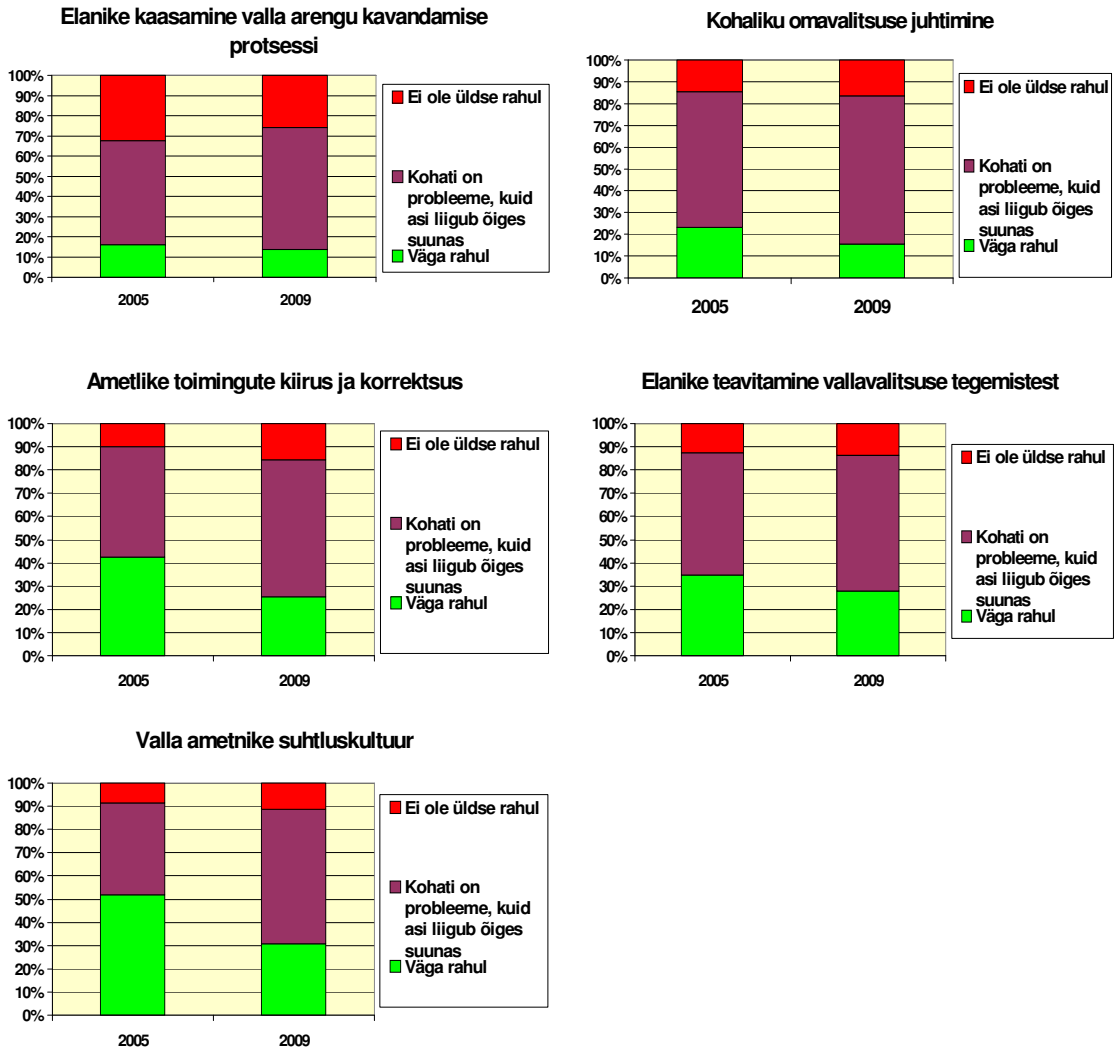 Elanike kaasamine valla arengu kavandamise
protsessi
100%
90%
80%
70%
60%
50%
40%
30%
20%
10%
0%
2005
2009
Ei ole üldse rahul
Kohati on
probleeme, kuid
asi liigub õiges
suunas
Väga rahul
Kohaliku omavalitsuse juhtimine
100%
90%
80%
70%
60%
50%
40%
30%
20%
10%
0%
2005
2009
Ei ole üldse rahul
Kohati on
probleeme, kuid
asi liigub õiges
suunas
Väga rahul
Ametlike toimingute kiirus ja korrektsus
100%
90%
80%
70%
60%
50%
40%
30%
20%
10%
0%
2005
2009
Ei ole üldse rahul
Kohati on
probleeme, kuid
asi liigub õiges
suunas
Väga rahul
Elanike teavitamine vallavalitsuse tegemistest
100%
90%
80%
70%
60%
50%
40%
30%
20%
10%
0%
2005
2009
Ei ole üldse rahul
Kohati on
probleeme, kuid
asi liigub õiges
suunas
Väga rahul
Valla ametnike suhtluskultuur
100%
90%
80%
70%
60%
50%
40%
30%
20%
10%
0%
2005
2009
Ei ole üldse rahul
Kohati on
probleeme, kuid
asi liigub õiges
suunas
Väga rahul